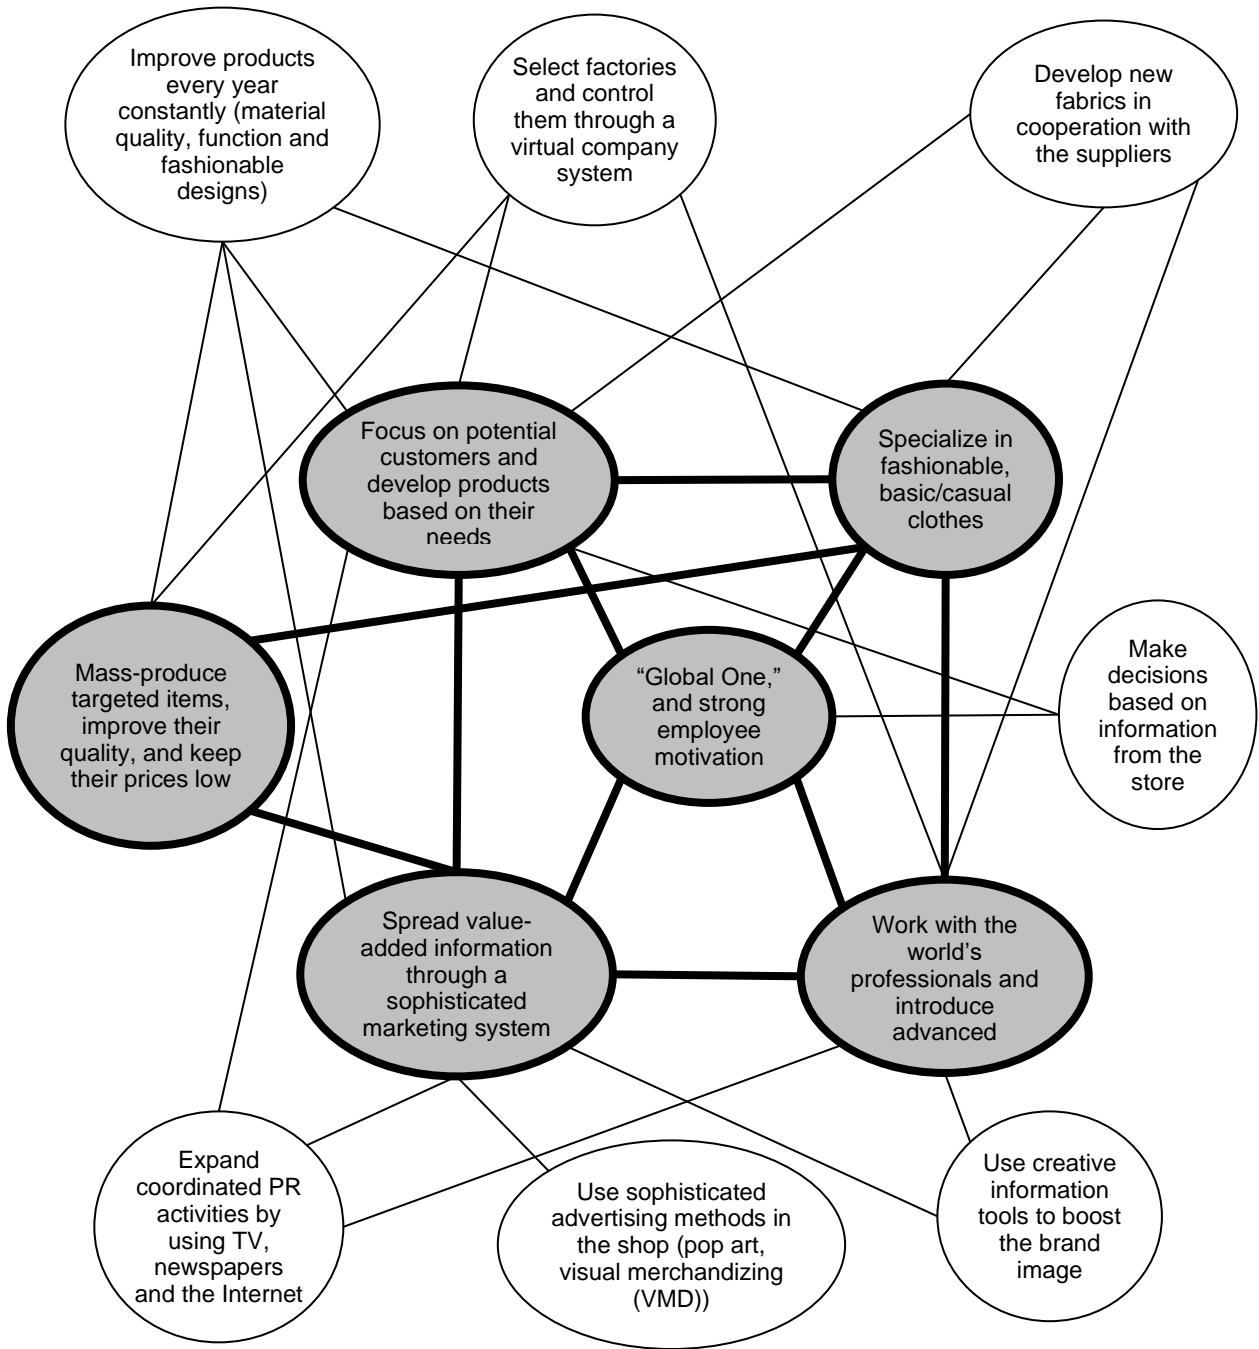 Improve products
every year
constantly (material
quality, function and
fashionable
designs)
Select factories
and control
them through a
virtual company
system
Develop new
fabrics in
cooperation with
the suppliers
Focus on potential
customers and
develop products
based on their
needs
Specialize in
fashionable,
basic/casual
clothes
Mass-produce
targeted items,
improve their
quality, and keep
their prices low
“Global One,”
and strong
employee
motivation
Make
decisions
based on
information
from the
store
Spread value-
added information
through a
sophisticated
marketing system
Work with the
world’s
professionals and
introduce
advanced
Expand
coordinated PR
activities by
using TV,
newspapers
and the Internet
Use sophisticated
advertising methods in
the shop (pop art,
visual merchandizing
(VMD))
Use creative
information
tools to boost
the brand
image